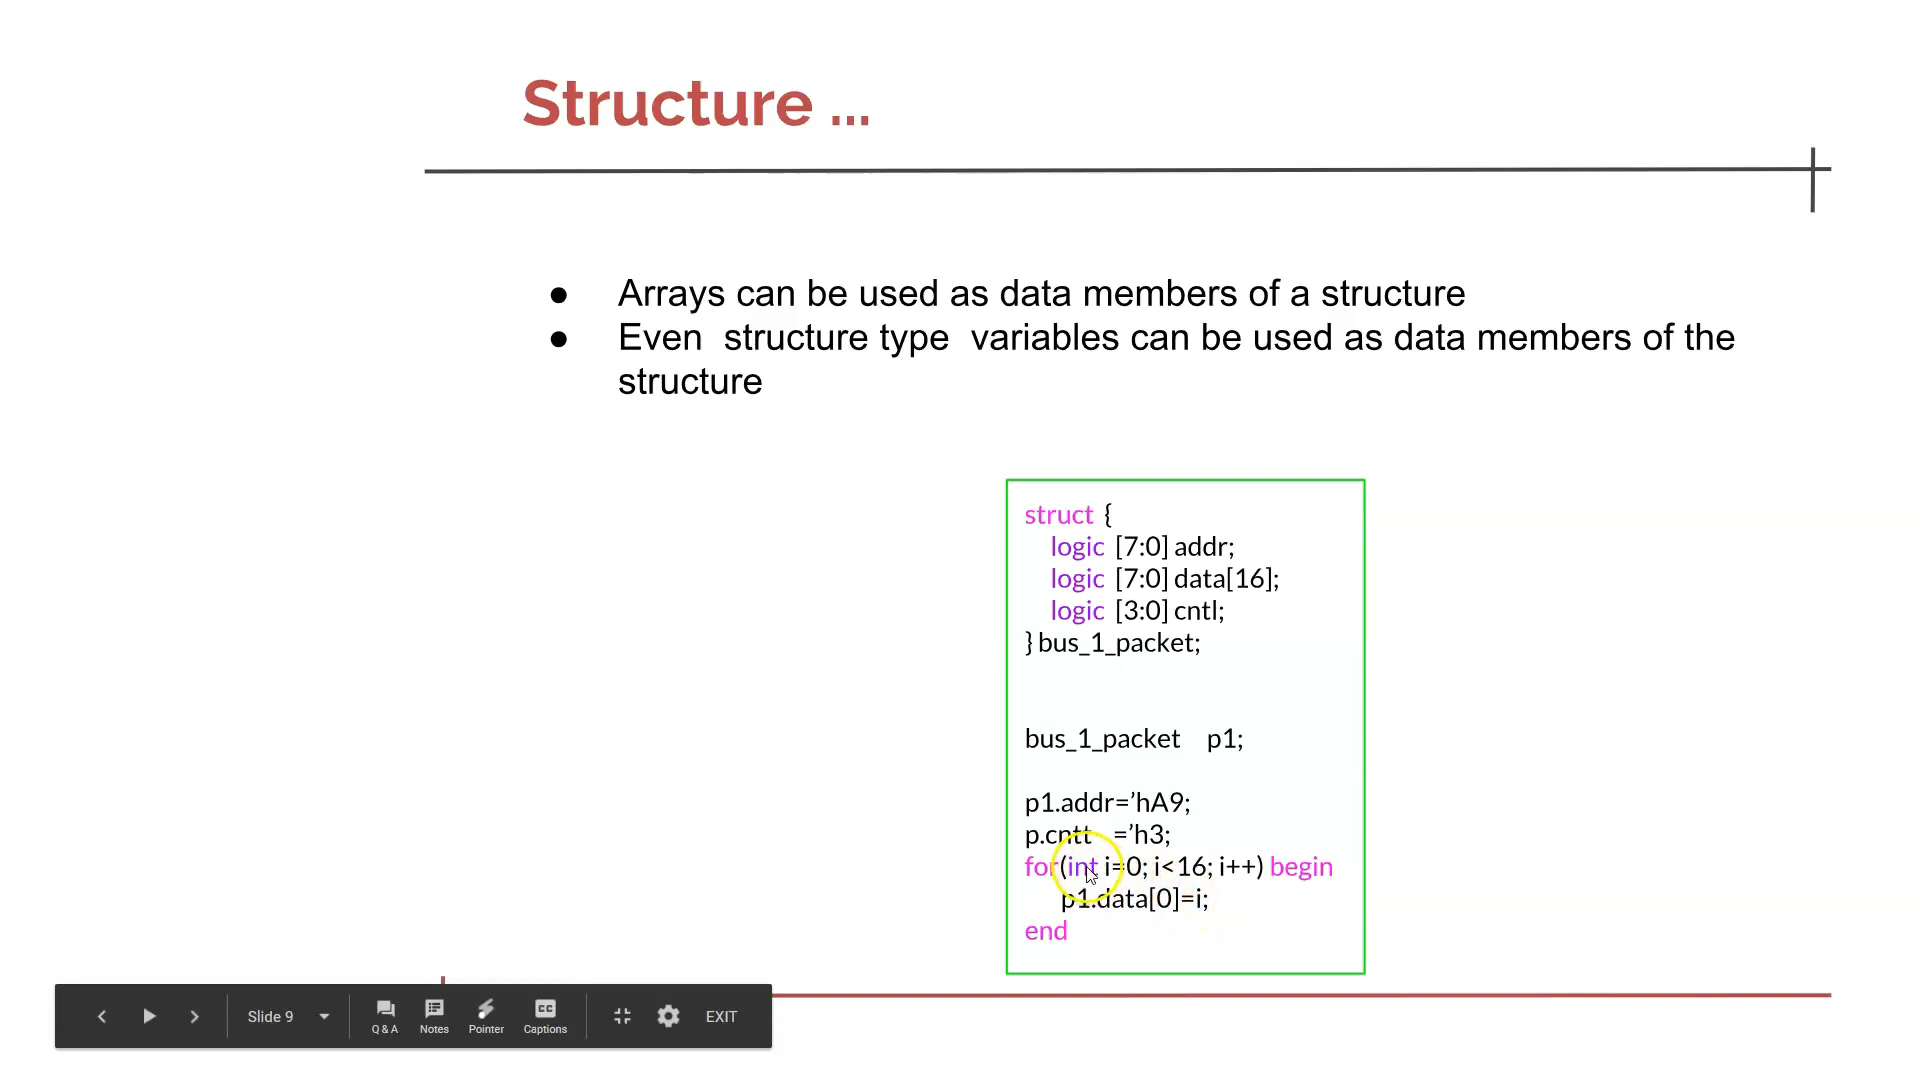 Structure ...
● Arrays can be used as data members of a structure
● Even structure type variables can be used as data members of the
structure
struct {
logic [7:0] addr;
logic [7:0] data[16];
logic [3:0] cntl;
} bus_1_packet;
bus_1_packet p1;
p1.addr=’hA9;
p.cntt =’h3;
for(int i=0; i<16; i++) begin
p1.data[0]=i;
end
Slide 9
Q & A
Notes
Pointer
CC
Captions
EXIT